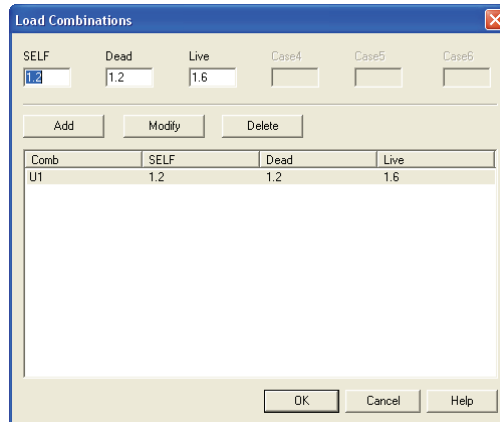 Load Combinations
SELF Dead Live Case4 Case5 Case6
1.2 1.2 1.6
Add Modify Delete
Comb SELF Dead Live
U1 1.2 1.2 1.6
OK Cancel Help